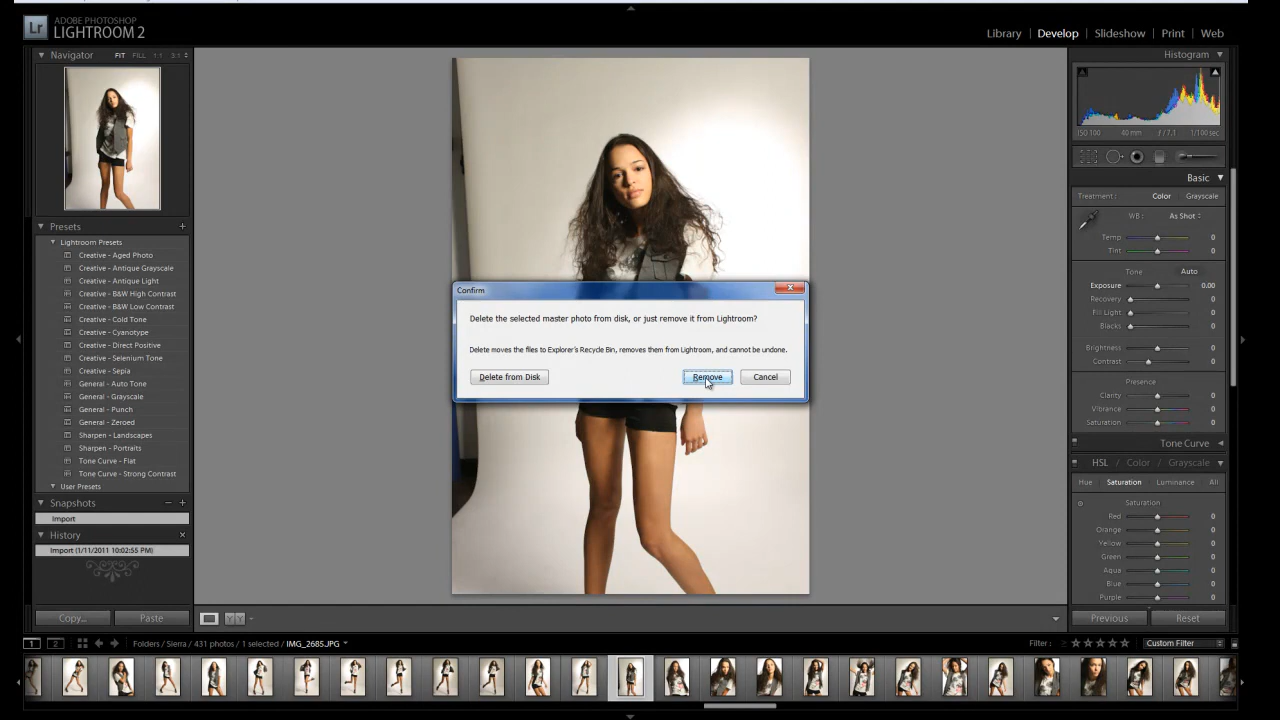 Lr
ADOBE PHOTOSHOP
LIGHTROOM 2
Library | Develop | Slideshow | Print | Web
Navigator FIT FILL 1:1 3:1
Presets +
Lightroom Presets
Creative - Aged Photo
Creative - Antique Grayscale
Creative - Antique Light
Creative - B&W High Contrast
Creative - B&W Low Contrast
Creative - Cold Tone
Creative - Cyanotype
Creative - Direct Positive
Creative - Selenium Tone
Creative - Sepia
General - Auto Tone
General - Grayscale
General - Punch
General - Zeroed
Sharpen - Landscapes
Sharpen - Portraits
Tone Curve - Flat
Tone Curve - Strong Contrast
User Presets
Snapshots − +
Import
History ×
Import (1/11/2011 10:02:55 PM)
Copy... Paste
Confirm
Delete the selected master photo from disk, or just remove it from Lightroom?
Delete moves the files to Explorer's Recycle Bin, removes them from Lightroom, and cannot be undone.
Delete from Disk Remove Cancel
Histogram
ISO 100 40 mm f / 7.1 1/100 sec
Basic
Treatment : Color Grayscale
WB : As Shot
Temp 0
Tint 0
Tone Auto
Exposure 0.00
Recovery 0
Fill Light 0
Blacks 0
Brightness 0
Contrast 0
Presence
Clarity 0
Vibrance 0
Saturation 0
Tone Curve
HSL / Color / Grayscale
Hue Saturation Luminance All
Saturation
Red 0
Orange 0
Yellow 0
Green 0
Aqua 0
Blue 0
Purple 0
Previous Reset
1 2 Folders / Sierra / 431 photos / 1 selected / IMG_2685.JPG Filter : ≥ ★★★★★ Custom Filter